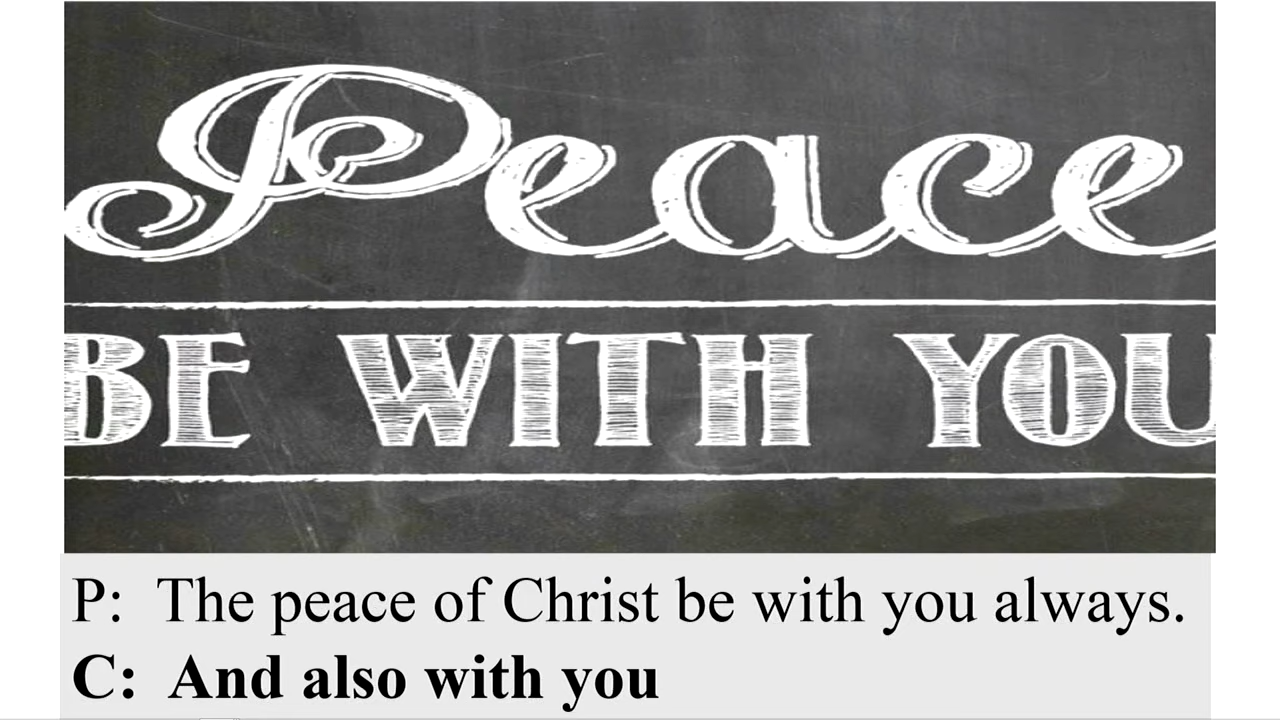 Peace
BE WITH YOU
P: The peace of Christ be with you always.
C: And also with you